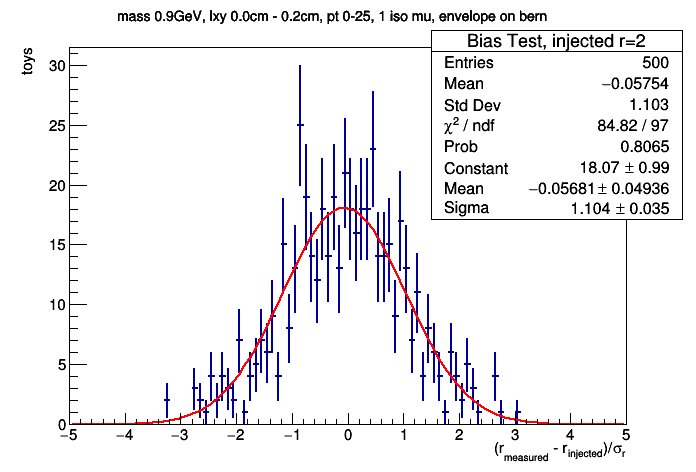 mass 0.9GeV, lxy 0.0cm - 0.2cm, pt 0-25, 1 iso mu, envelope on bern
Bias Test, injected r=2
Entries 500
Mean −0.05754
Std Dev 1.103
χ² / ndf 84.82 / 97
Prob 0.8065
Constant 18.07 ± 0.99
Mean −0.05681 ± 0.04936
Sigma 1.104 ± 0.035
toys
30
25
20
15
10
5
0
−5 −4 −3 −2 −1 0 1 2 3 4 5
(r measured - r injected)/σ r